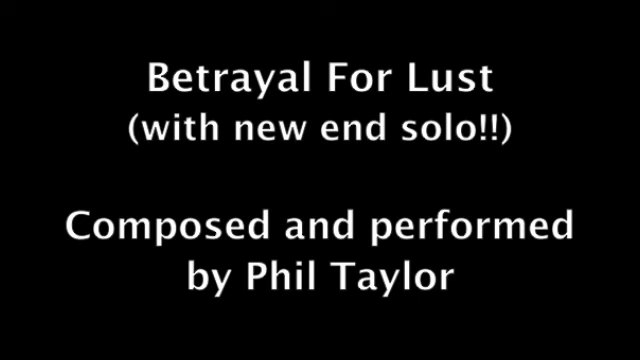 Betrayal For Lust
(with new end solo!!)
Composed and performed
by Phil Taylor